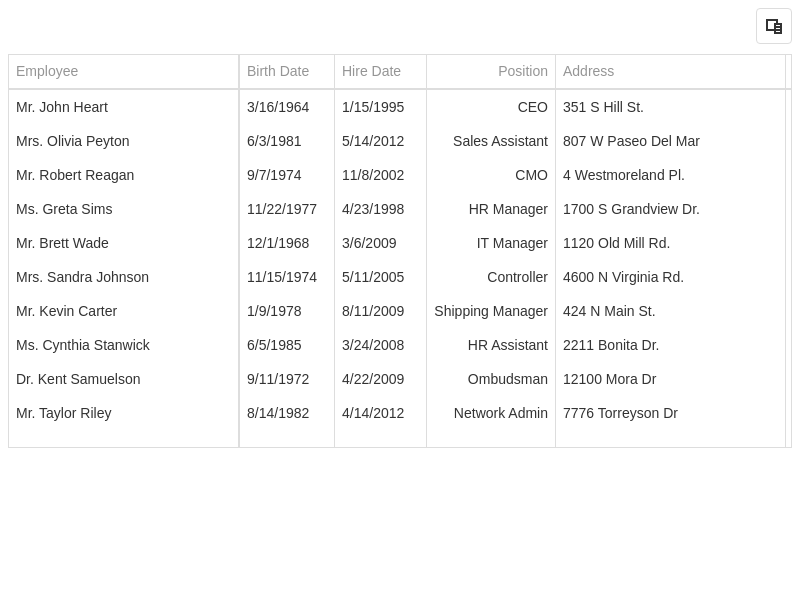 Employee Birth Date Hire Date Position Address
Mr. John Heart 3/16/1964 1/15/1995 CEO 351 S Hill St.
Mrs. Olivia Peyton 6/3/1981 5/14/2012 Sales Assistant 807 W Paseo Del Mar
Mr. Robert Reagan 9/7/1974 11/8/2002 CMO 4 Westmoreland Pl.
Ms. Greta Sims 11/22/1977 4/23/1998 HR Manager 1700 S Grandview Dr.
Mr. Brett Wade 12/1/1968 3/6/2009 IT Manager 1120 Old Mill Rd.
Mrs. Sandra Johnson 11/15/1974 5/11/2005 Controller 4600 N Virginia Rd.
Mr. Kevin Carter 1/9/1978 8/11/2009 Shipping Manager 424 N Main St.
Ms. Cynthia Stanwick 6/5/1985 3/24/2008 HR Assistant 2211 Bonita Dr.
Dr. Kent Samuelson 9/11/1972 4/22/2009 Ombudsman 12100 Mora Dr
Mr. Taylor Riley 8/14/1982 4/14/2012 Network Admin 7776 Torreyson Dr